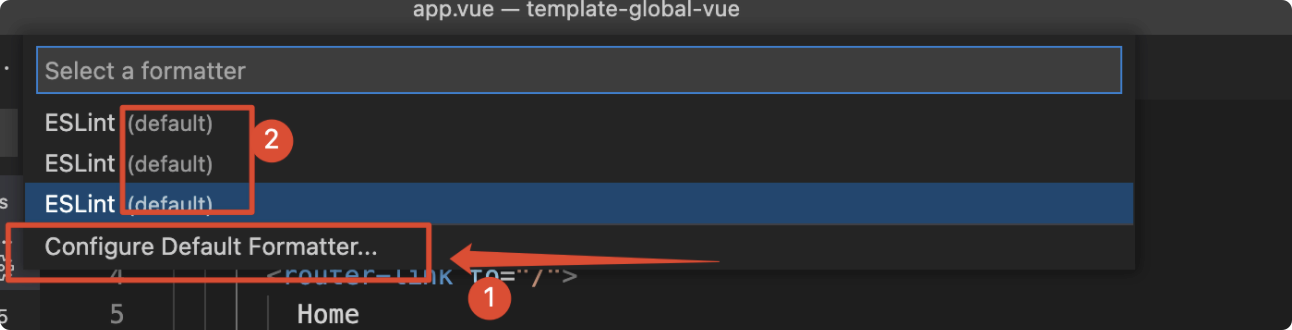 app.vue — template-global-vue
Select a formatter
ESLint (default)
ESLint (default)
2
ESLint (default)
Configure Default Formatter...
4 <router-link to="/">
1
5 Home